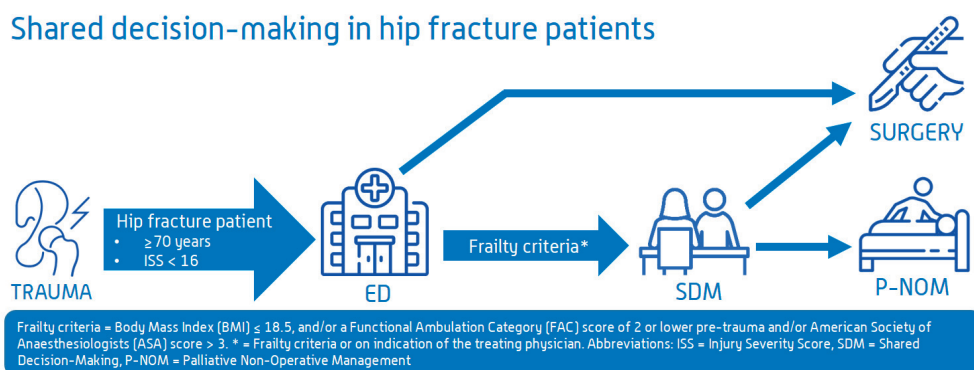 Shared decision-making in hip fracture patients
SURGERY
Hip fracture patient
• ≥70 years
• ISS < 16
Frailty criteria*
TRAUMA
ED
SDM
P-NOM
Frailty criteria = Body Mass Index (BMI) ≤ 18.5, and/or a Functional Ambulation Category (FAC) score of 2 or lower pre-trauma and/or American Society of
Anaesthesiologists (ASA) score > 3. * = Frailty criteria or on indication of the treating physician. Abbreviations: ISS = Injury Severity Score, SDM = Shared
Decision-Making, P-NOM = Palliative Non-Operative Management